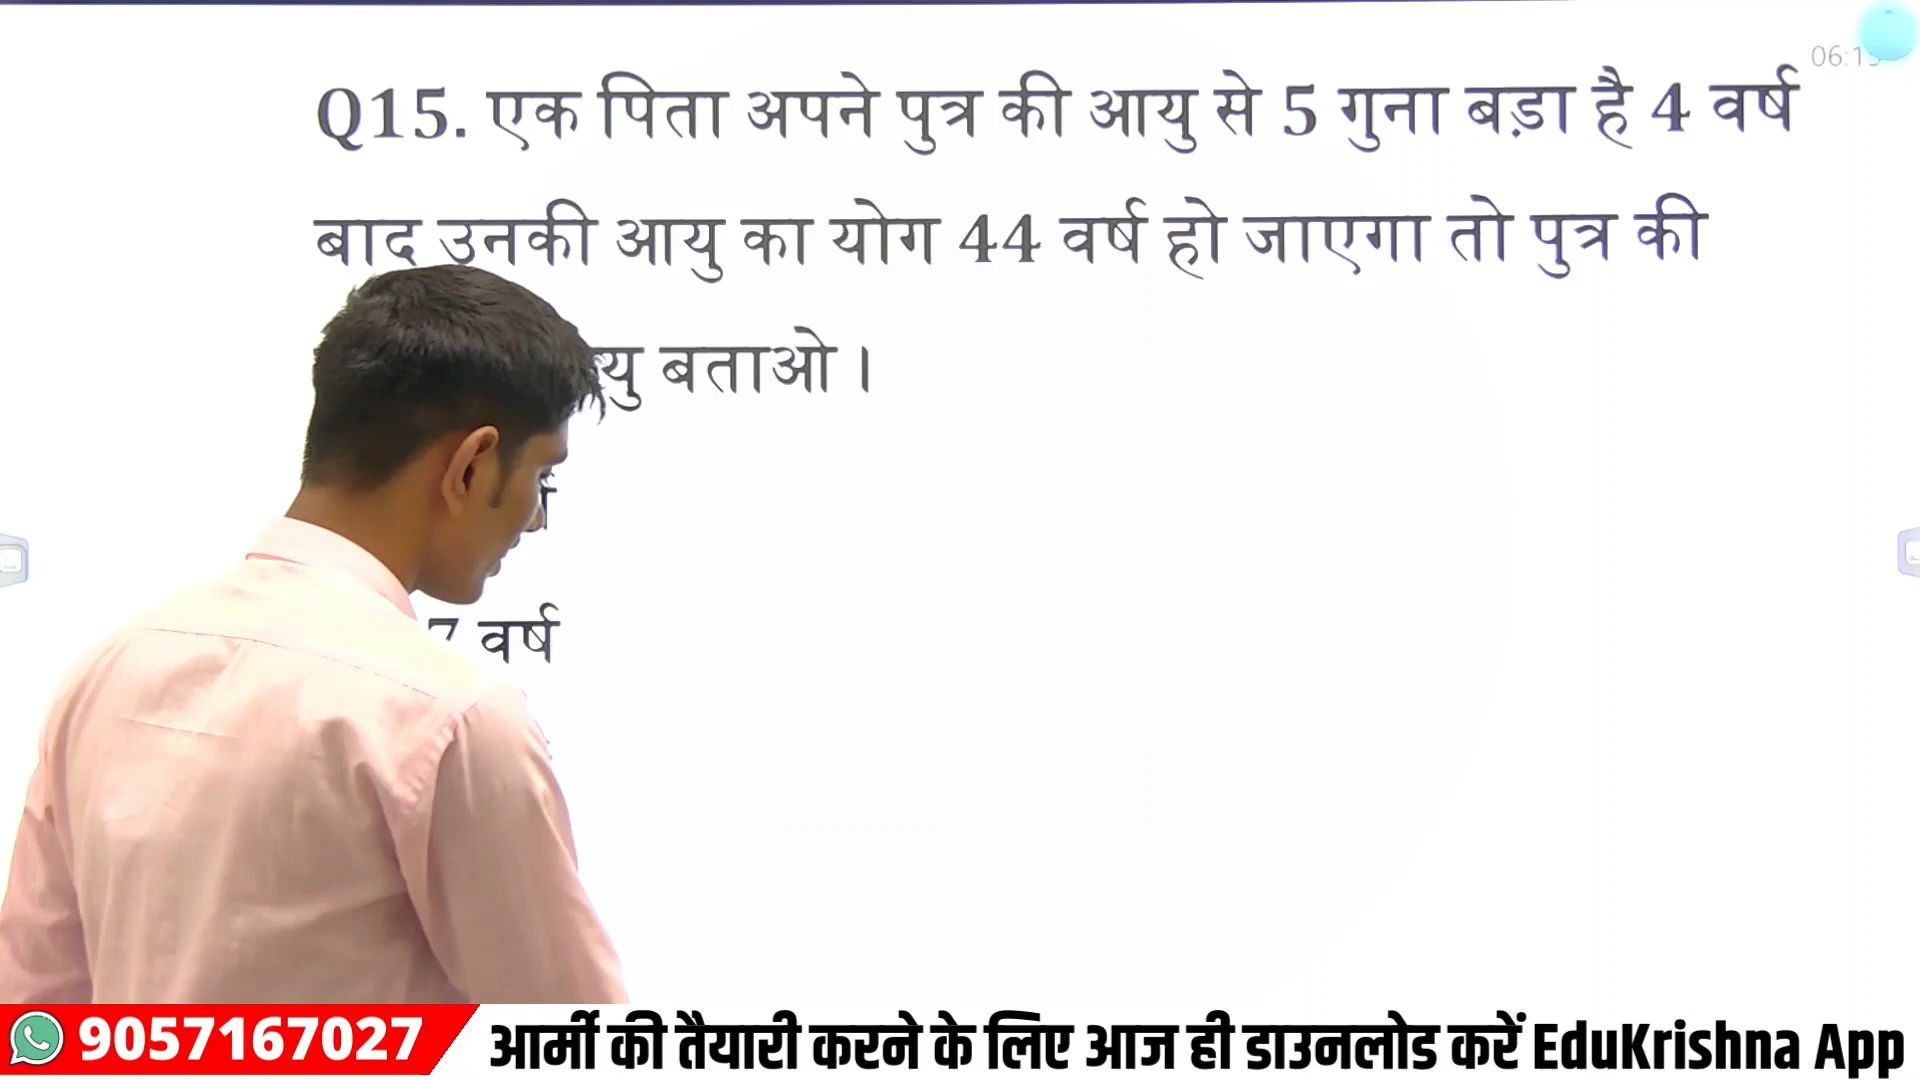 06:1
Q15. एक पिता अपने पुत्र की आयु से 5 गुना बड़ा है 4 वर्ष
बाद उनकी आयु का योग 44 वर्ष हो जाएगा तो पुत्र की
बताओ।
7 वर्ष
9057167027 आर्मी की तैयारी करने के लिए आज ही डाउनलोड करें EduKrishna App